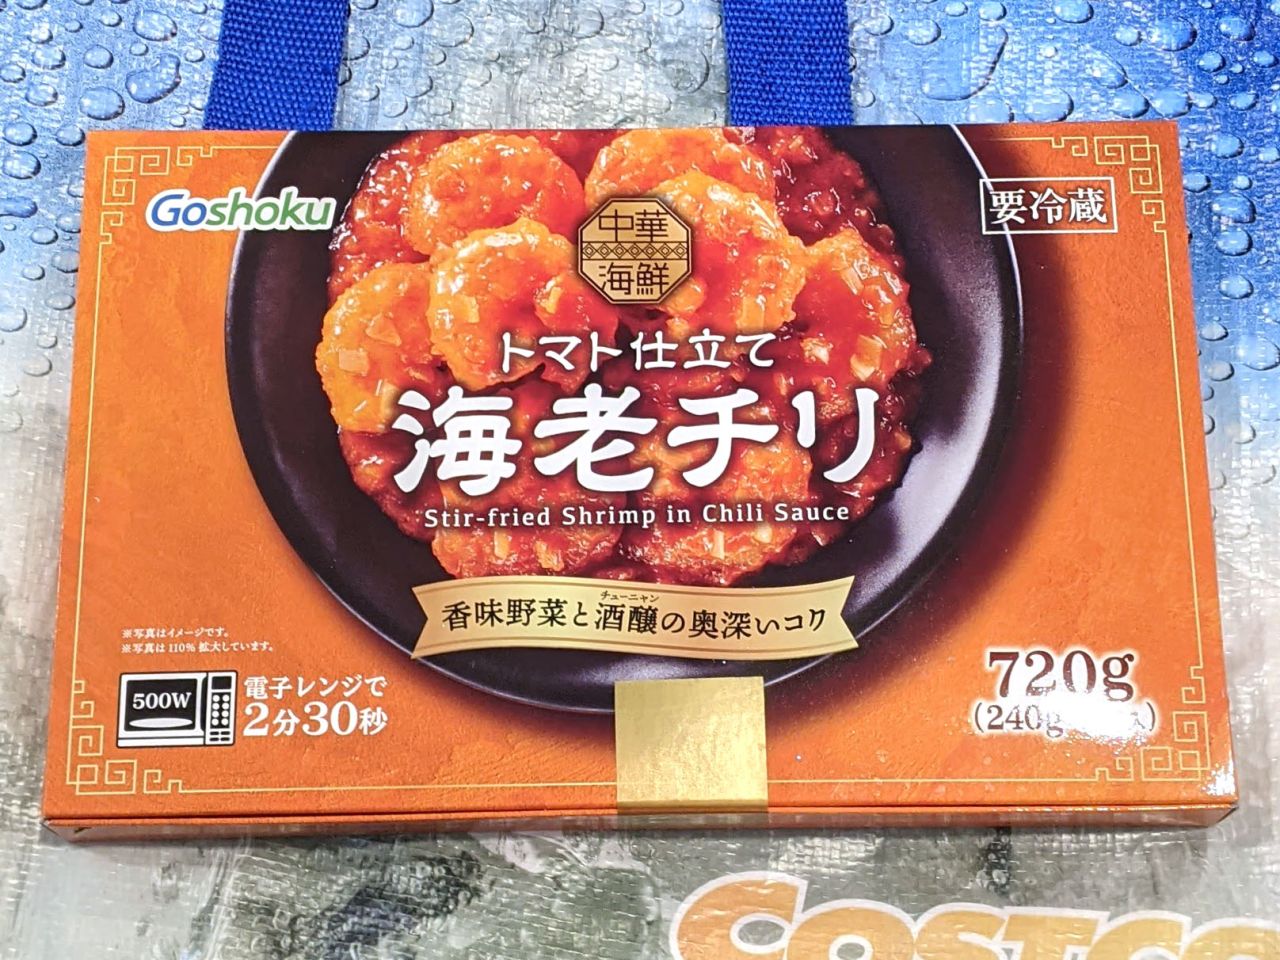 Goshoku
要冷蔵
中華
海鮮
トマト仕立て
海老チリ
Stir-fried Shrimp in Chili Sauce
チューニャン
香味野菜と酒醸の奥深いコク
※写真はイメージです。
※写真は110%拡大しています。
500W
電子レンジで
2分30秒
720g
(240g
COSTCO